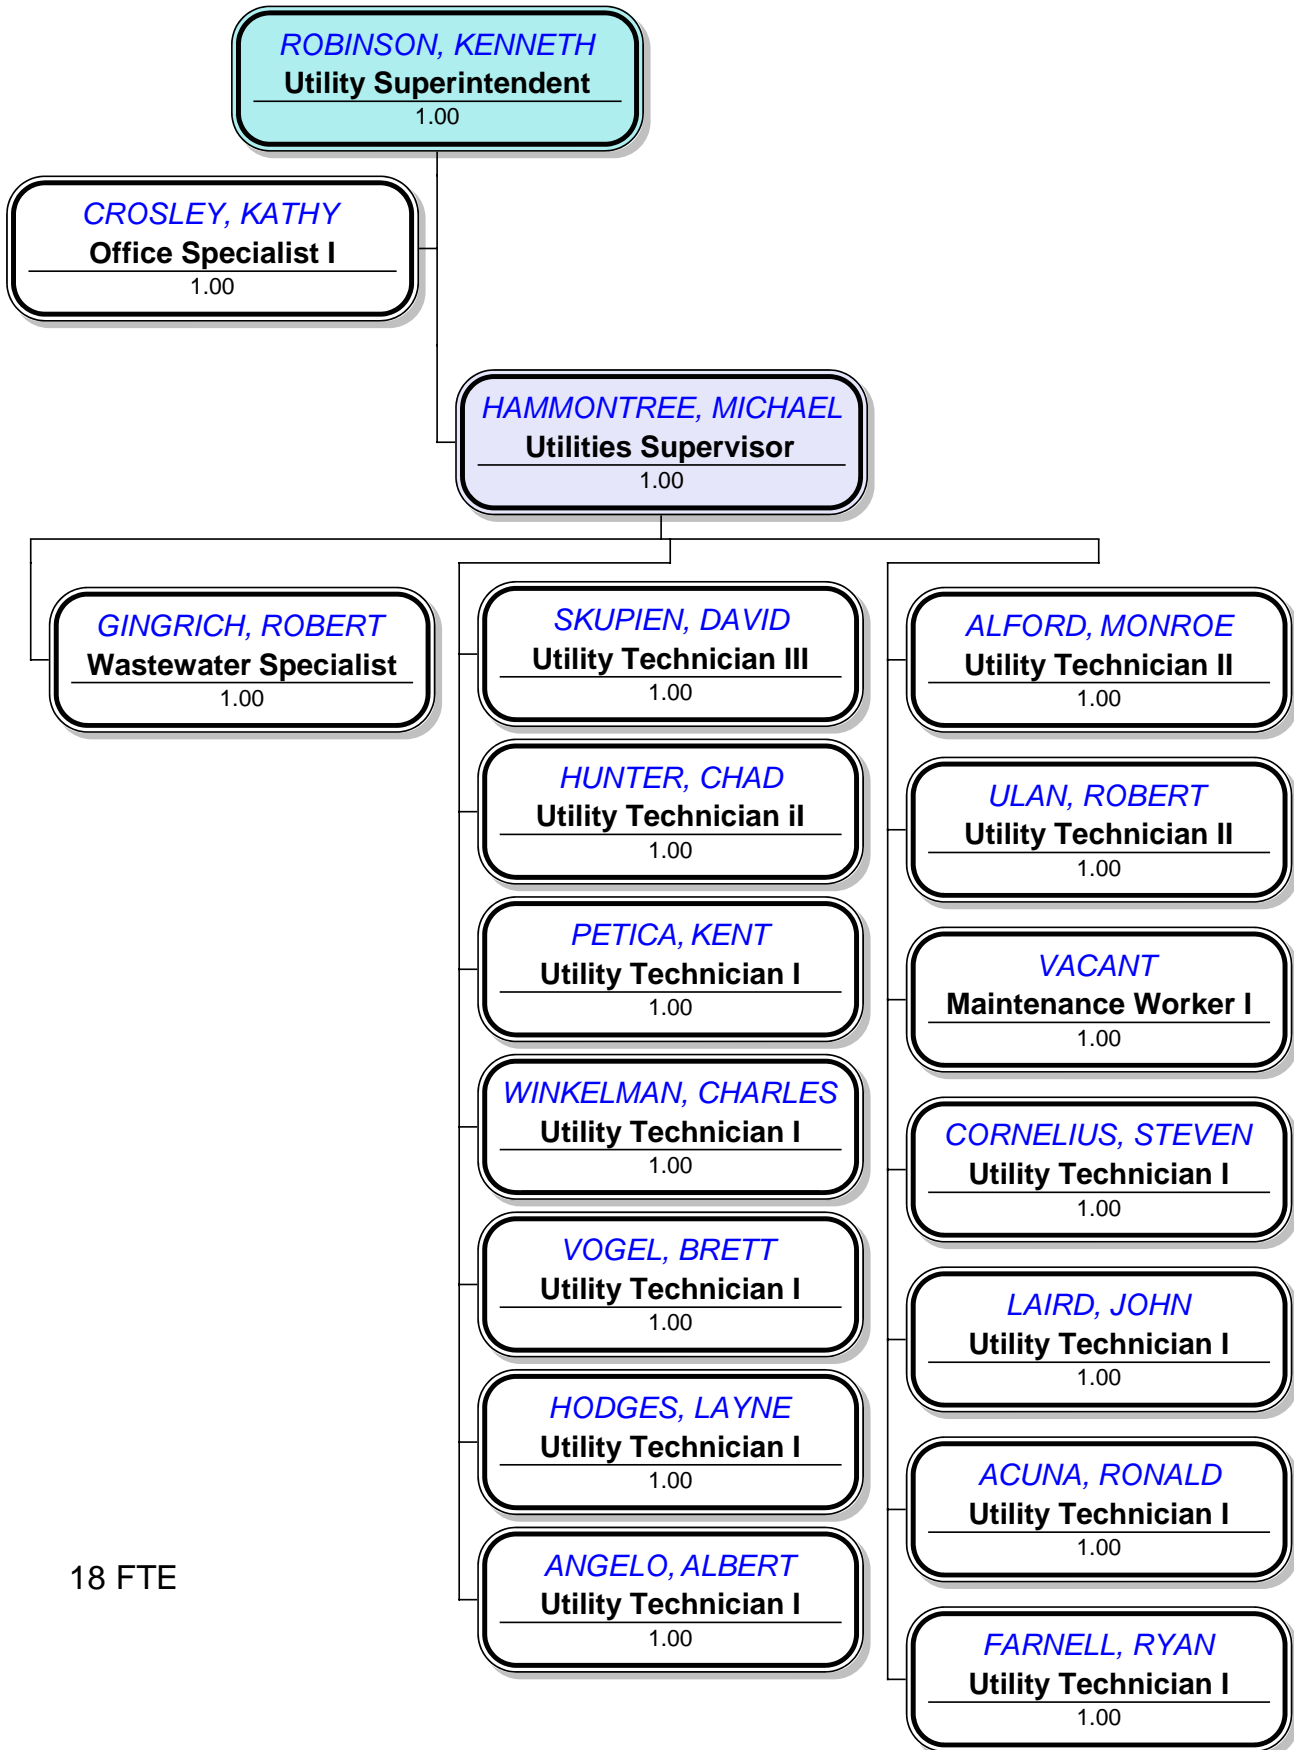 ROBINSON, KENNETH
Utility Superintendent
1.00
CROSLEY, KATHY
Office Specialist I
1.00
HAMMONTREE, MICHAEL
Utilities Supervisor
1.00
GINGRICH, ROBERT
Wastewater Specialist
1.00
SKUPIEN, DAVID
Utility Technician III
1.00
HUNTER, CHAD
Utility Technician iI
1.00
PETICA, KENT
Utility Technician I
1.00
WINKELMAN, CHARLES
Utility Technician I
1.00
VOGEL, BRETT
Utility Technician I
1.00
HODGES, LAYNE
Utility Technician I
1.00
ANGELO, ALBERT
Utility Technician I
1.00
ALFORD, MONROE
Utility Technician II
1.00
ULAN, ROBERT
Utility Technician II
1.00
VACANT
Maintenance Worker I
1.00
CORNELIUS, STEVEN
Utility Technician I
1.00
LAIRD, JOHN
Utility Technician I
1.00
ACUNA, RONALD
Utility Technician I
1.00
FARNELL, RYAN
Utility Technician I
1.00
18 FTE